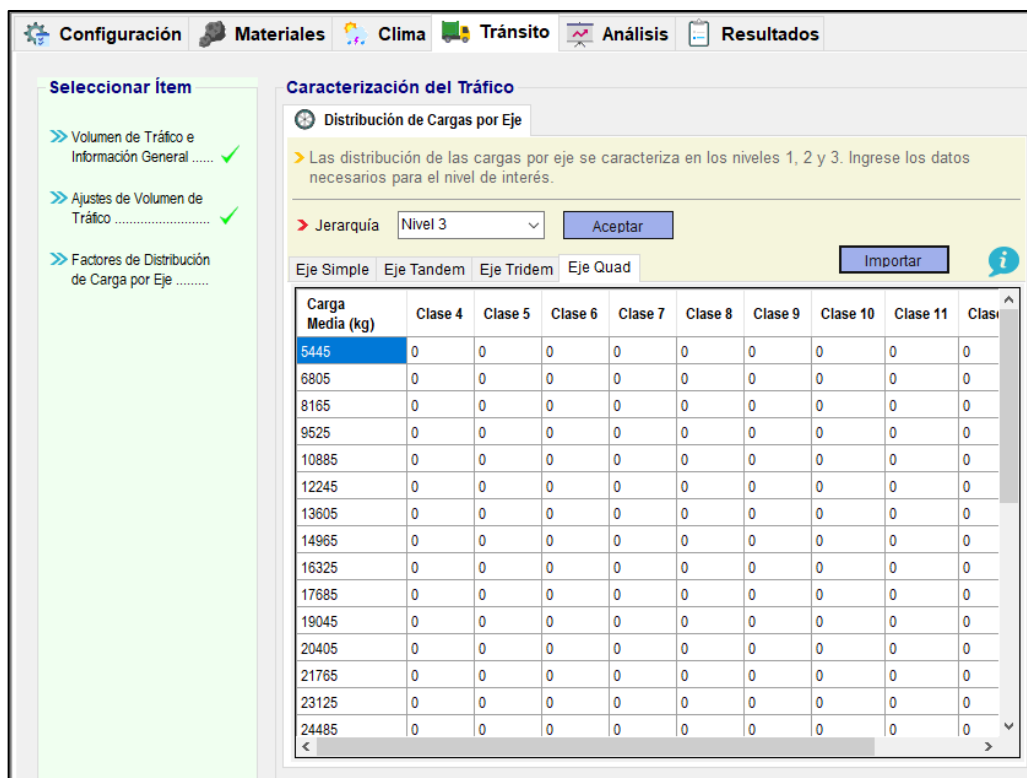 Configuración Materiales Clima Tránsito Análisis Resultados
Seleccionar Ítem
Volumen de Tráfico e
Información General ......
Ajustes de Volumen de
Tráfico ..........................
Factores de Distribución
de Carga por Eje .........
Caracterización del Tráfico
Distribución de Cargas por Eje
Las distribución de las cargas por eje se caracteriza en los niveles 1, 2 y 3. Ingrese los datos
necesarios para el nivel de interés.
Jerarquía Nivel 3 Aceptar
Importar
Eje Simple Eje Tandem Eje Tridem Eje Quad
Carga
Media (kg) Clase 4 Clase 5 Clase 6 Clase 7 Clase 8 Clase 9 Clase 10 Clase 11
5445 0 0 0 0 0 0 0 0 0
6805 0 0 0 0 0 0 0 0 0
8165 0 0 0 0 0 0 0 0 0
9525 0 0 0 0 0 0 0 0 0
10885 0 0 0 0 0 0 0 0 0
12245 0 0 0 0 0 0 0 0 0
13605 0 0 0 0 0 0 0 0 0
14965 0 0 0 0 0 0 0 0 0
16325 0 0 0 0 0 0 0 0 0
17685 0 0 0 0 0 0 0 0 0
19045 0 0 0 0 0 0 0 0 0
20405 0 0 0 0 0 0 0 0 0
21765 0 0 0 0 0 0 0 0 0
23125 0 0 0 0 0 0 0 0 0
24485 0 0 0 0 0 0 0 0 0